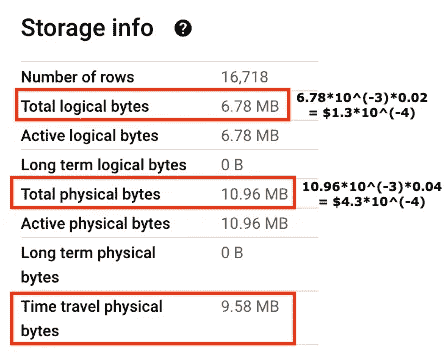 Storage info
Number of rows 16,718
Total logical bytes 6.78 MB
6.78*10^(-3)*0.02
= $1.3*10^(-4)
Active logical bytes 6.78 MB
Long term logical bytes 0 B
Total physical bytes 10.96 MB
10.96*10^(-3)*0.04
= $4.3*10^(-4)
Active physical bytes 10.96 MB
Long term physical 0 B
bytes
Time travel physical 9.58 MB
bytes